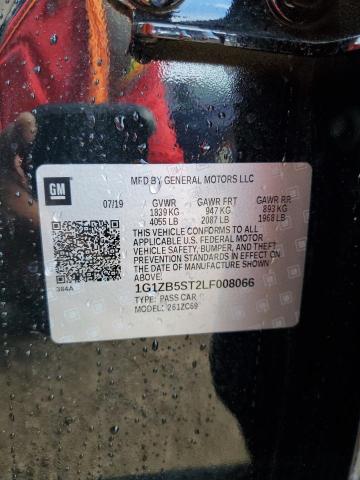 GM
MFD BY GENERAL MOTORS LLC
07/19 GVWR GAWR FRT GAWR RR
1839 KG 947 KG 893 KG
4055 LB 2087 LB 1968 LB
THIS VEHICLE CONFORMS TO ALL
APPLICABLE U.S. FEDERAL MOTOR
VEHICLE SAFETY, BUMPER, AND THEFT
PREVENTION STANDARDS IN EFFECT
ON THE DATE OF MANUFACTURE SHOWN
ABOVE.
384A
1G1ZB5ST2LF008066
TYPE: PASS CAR
MODEL: 261ZC69